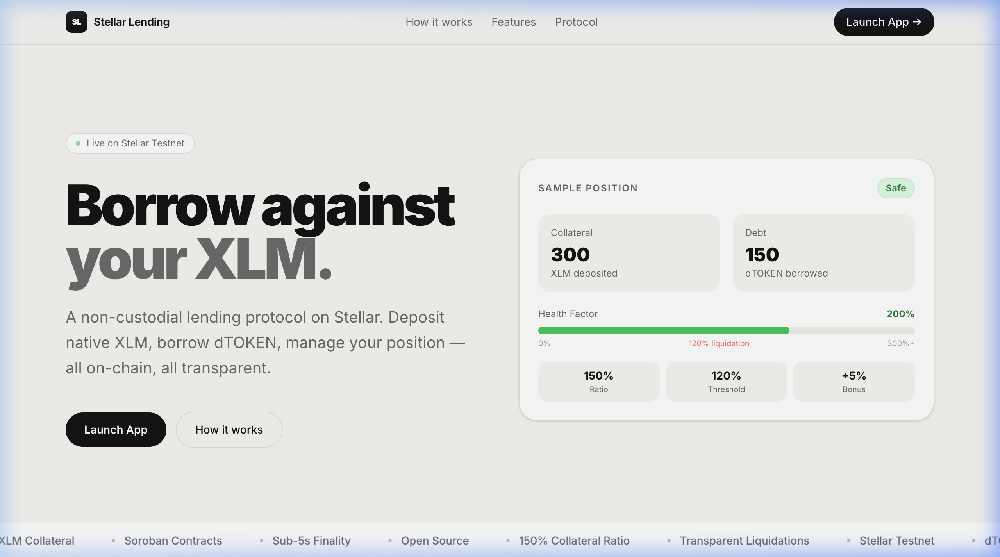 SL
Stellar Lending
How it works
Features
Protocol
Launch App →
Live on Stellar Testnet
Borrow against
your XLM.
A non-custodial lending protocol on Stellar. Deposit
native XLM, borrow dTOKEN, manage your position —
all on-chain, all transparent.
Launch App
How it works
SAMPLE POSITION
Safe
Collateral
300
XLM deposited
Debt
150
dTOKEN borrowed
Health Factor
200%
0%
120% liquidation
300%+
150%
Ratio
120%
Threshold
+5%
Bonus
XLM Collateral • Soroban Contracts • Sub-5s Finality • Open Source • 150% Collateral Ratio • Transparent Liquidations • Stellar Testnet •